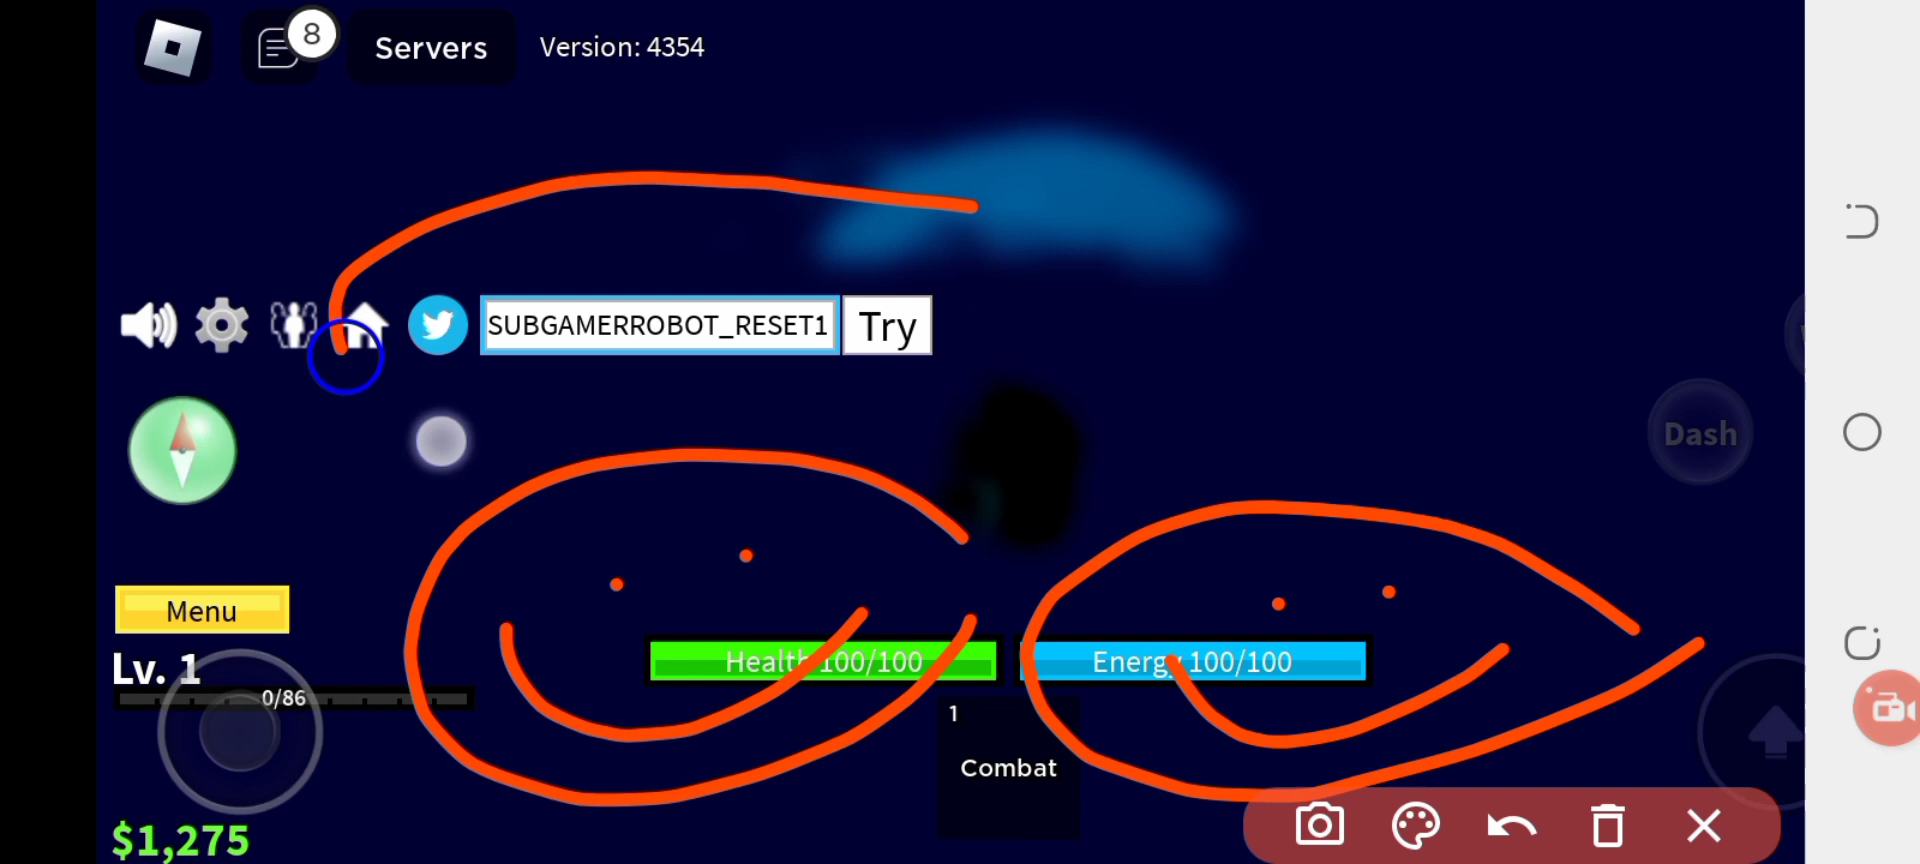 8
Servers
Version: 4354
SUBGAMERROBOT_RESET1
Try
Dash
Menu
Health 100/100
Energy 100/100
Lv. 1
0/86
1
Combat
$1,275